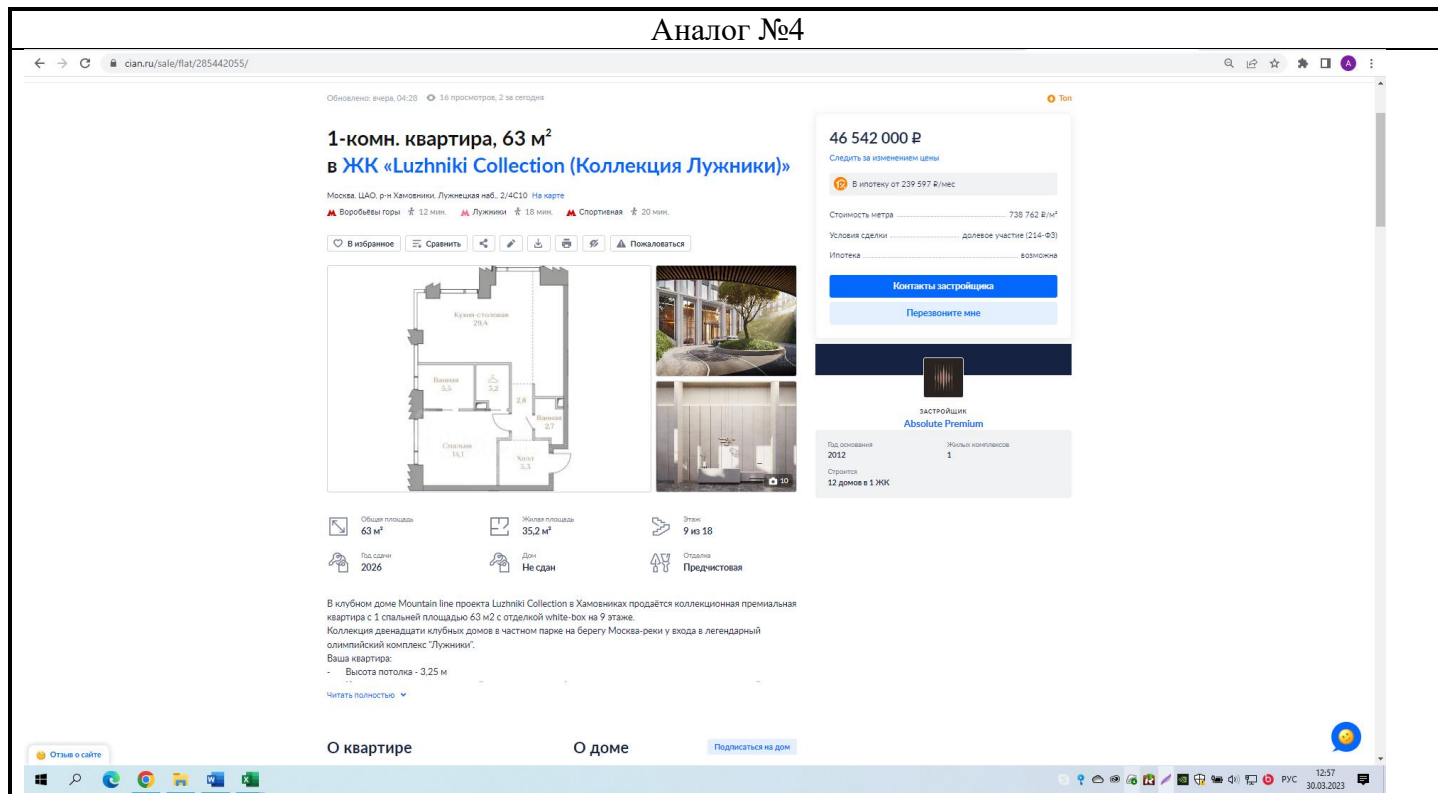 Аналог №4
cian.ru/sale/flat/285442055/
Обновлено: вчера, 04:28 16 просмотров, 2 за сегодня
Топ
1-комн. квартира, 63 м²
в ЖК «Luzhniki Collection (Коллекция Лужники)»
Москва, ЦАО, р-н Хамовники, Лужнецкая наб., 2/4С10 На карте
Воробьёвы горы 12 мин. Лужники 18 мин. Спортивная 20 мин.
В избранное Сравнить Пожаловаться
46 542 000 ₽
Следить за изменением цены
В ипотеку от 239 597 ₽/мес
Стоимость метра 738 762 ₽/м²
Условия сделки долевое участие (214-ФЗ)
Ипотека возможна
Контакты застройщика
Перезвоните мне
Кухня-столовая
29,4
Ванная
5,5
3,2
2,8
Ванная
2,7
Спальня
14,1
Холл
5,3
10
ЗАСТРОЙЩИК
Absolute Premium
Год основания Жилых комплексов
2012 1
Строится
12 домов в 1 ЖК
Общая площадь
63 м²
Жилая площадь
35,2 м²
Этаж
9 из 18
Год сдачи
2026
Дом
Не сдан
Отделка
Предчистовая
В клубном доме Mountain line проекта Luzhniki Collection в Хамовниках продаётся коллекционная премиальная
квартира с 1 спальней площадью 63 м2 с отделкой white-box на 9 этаже.
Коллекция двенадцати клубных домов в частном парке на берегу Москва-реки у входа в легендарный
олимпийский комплекс "Лужники".
Ваша квартира:
- Высота потолка - 3,25 м
Читать полностью
О квартире О доме Подписаться на дом
Отзыв о сайте
РУС 12:57
30.03.2023